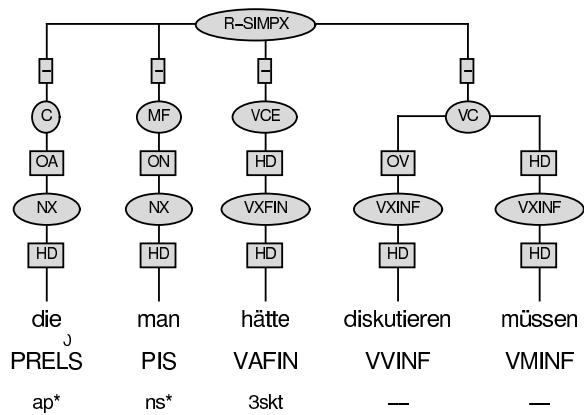 R–SIMPX
– – – –
C MF VCE VC
OA ON HD OV HD
NX NX VXFIN VXINF VXINF
HD HD HD HD HD
die man hätte diskutieren müssen
PRELS PIS VAFIN VVINF VMINF
ap* ns* 3skt –– ––